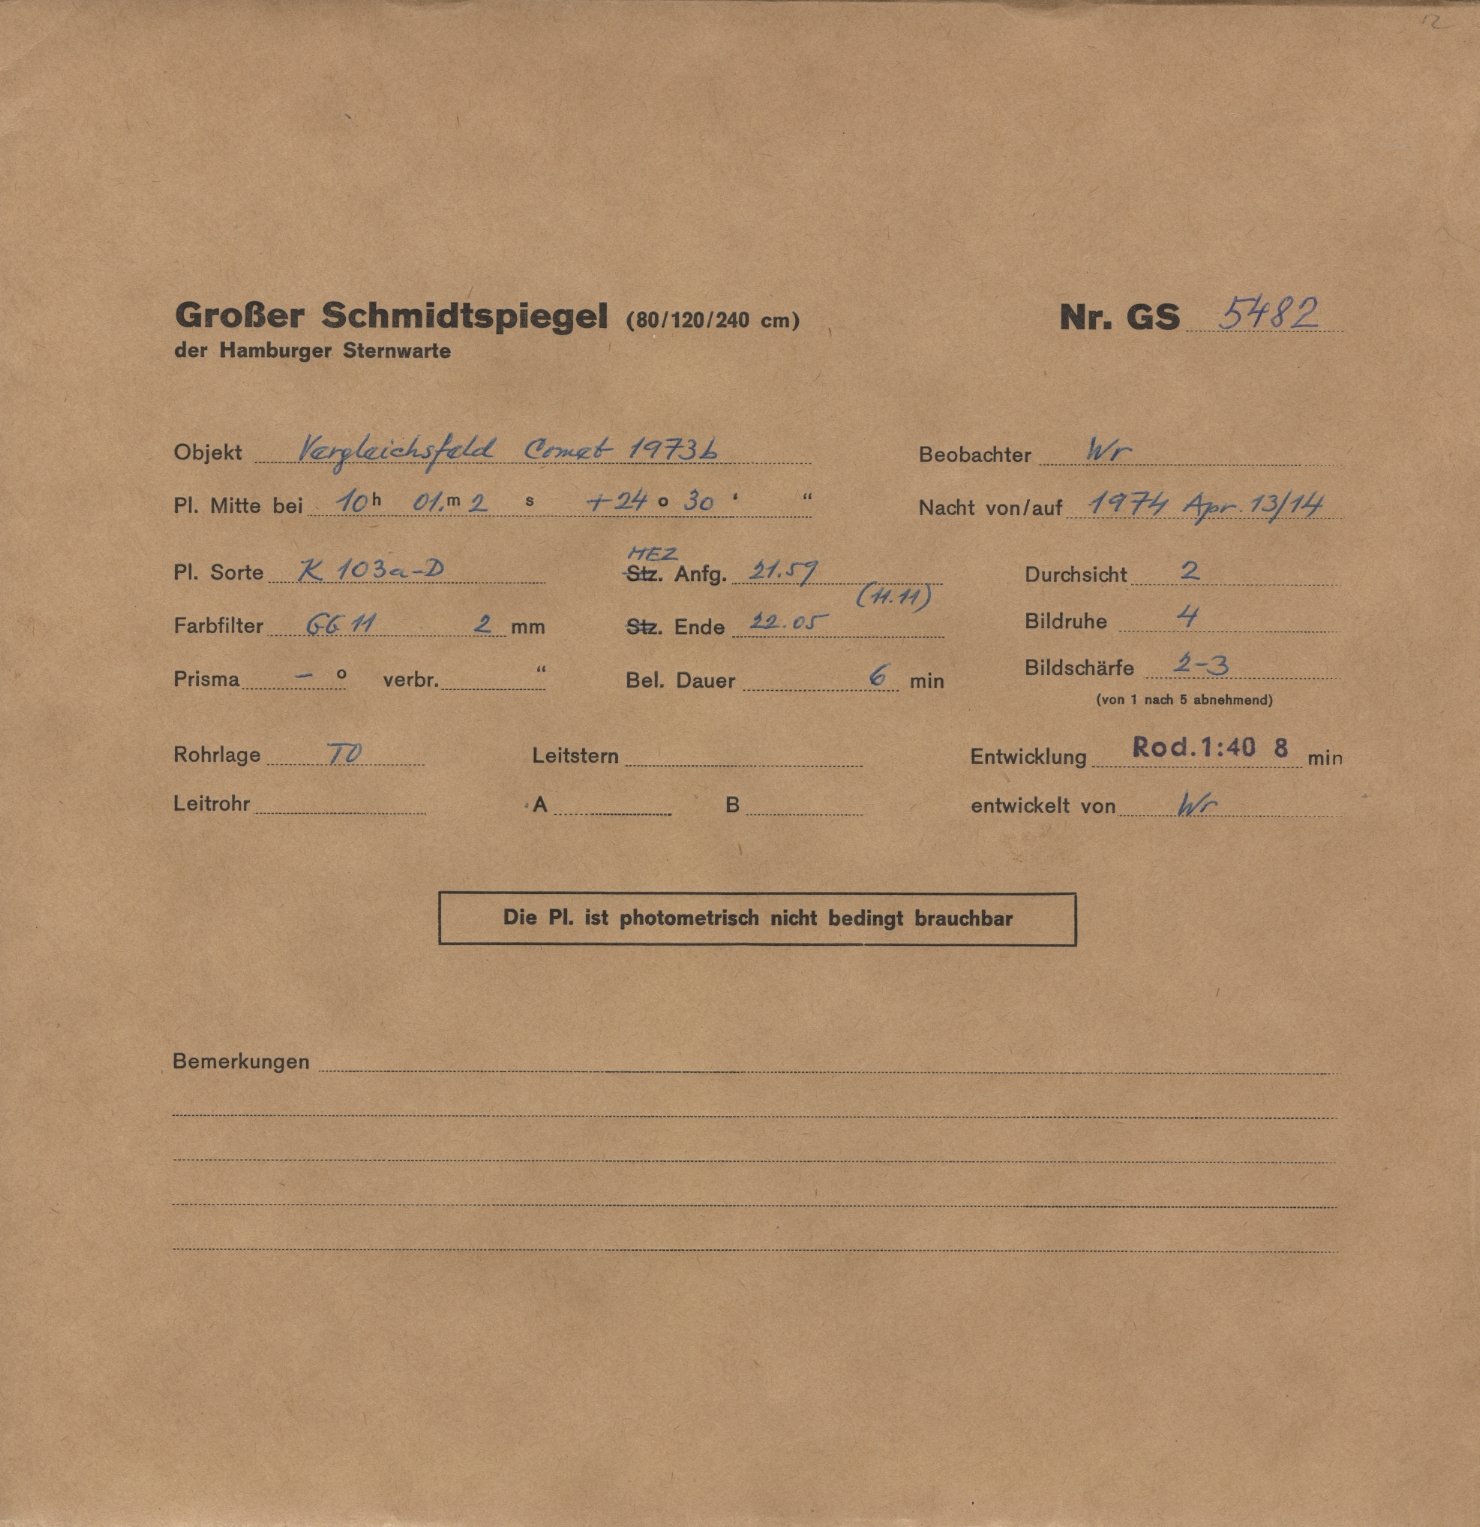 12
Großer Schmidtspiegel (80/120/240 cm) Nr. GS 5482
der Hamburger Sternwarte
Objekt Vergleichsfeld Comet 1973b Beobachter Wr
Pl. Mitte bei 10 h 01. m 2 s +24 o 30 ‘ “ Nacht von/auf 1974 Apr. 13/14
MEZ
Pl. Sorte K 103a-D Stz. Anfg. 21.59 Durchsicht 2
(11.11)
Farbfilter GG 11 2 mm Stz. Ende 22.05 Bildruhe 4
Prisma – o verbr. “ Bel. Dauer 6 min Bildschärfe 2-3
(von 1 nach 5 abnehmend)
Rohrlage TO Leitstern Entwicklung Rod.1:40 8 min
Leitrohr A B entwickelt von Wr
Die Pl. ist photometrisch nicht bedingt brauchbar
Bemerkungen